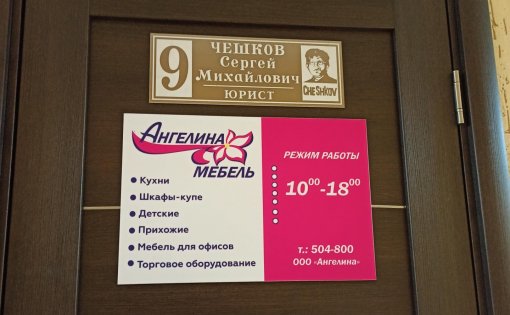 9
ЧЕШКОВ
Сергей
Михайлович
ЮРИСТ
CHESHKOV
АНГЕЛИНА
МЕБЕЛЬ
Кухни
Шкафы-купе
Детские
Прихожие
Мебель для офисов
Торговое оборудование
РЕЖИМ РАБОТЫ
10⁰⁰-18⁰⁰
т.: 504-800
ООО «Ангелина»